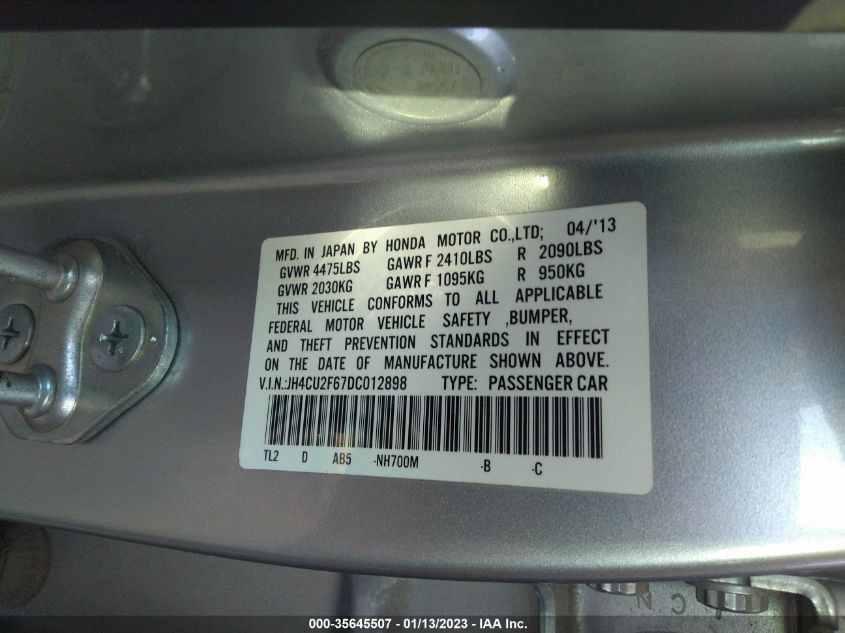 MFD. IN JAPAN BY HONDA MOTOR CO.,LTD; 04/'13
GVWR 4475LBS GAWR F 2410LBS R 2090LBS
GVWR 2030KG GAWR F 1095KG R 950KG
THIS VEHICLE CONFORMS TO ALL APPLICABLE
FEDERAL MOTOR VEHICLE SAFETY ,BUMPER,
AND THEFT PREVENTION STANDARDS IN EFFECT
ON THE DATE OF MANUFACTURE SHOWN ABOVE.
V.I.N.:JH4CU2F67DC012898 TYPE: PASSENGER CAR
TL2 D AB5 -NH700M -B -C
C N
000-35645507 - 01/13/2023 - IAA Inc.